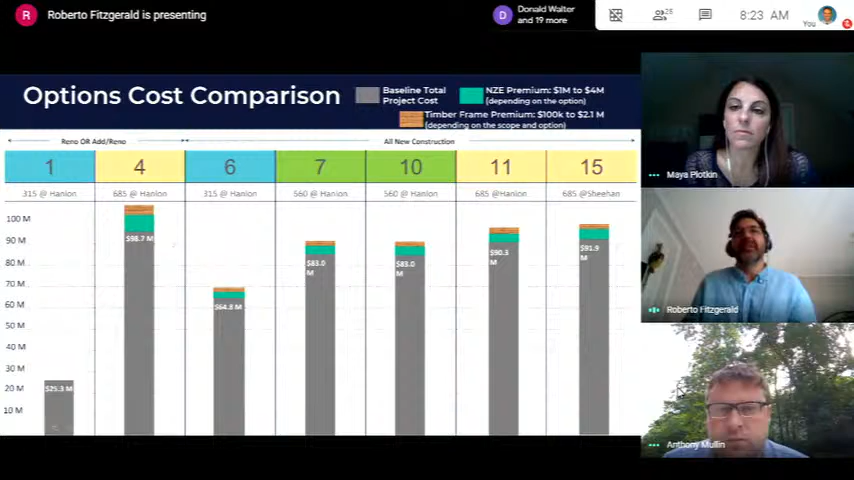 R
Roberto Fitzgerald is presenting
D
Donald Walter
and 19 more
28
8:23 AM
You
Options Cost Comparison
Baseline Total
Project Cost
NZE Premium: $1M to $4M
(depending on the option)
Timber Frame Premium: $100k to $2.1 M
(depending on the scope and option)
Reno OR Add/Reno
All New Construction
1 4 6 7 10 11 15
315 @ Hanlon 685 @ Hanlon 315 @ Hanlon 560 @ Hanlon 560 @ Hanlon 685 @Hanlon 685 @Sheehan
100 M
90 M
80 M
70 M
60 M
50 M
40 M
30 M
20 M
10 M
$25.3 M
$98.7 M
$64.8 M
$83.0
M
$83.0
M
$90.3
M
$91.9
M
Maya Plotkin
Roberto Fitzgerald
Anthony Mullin